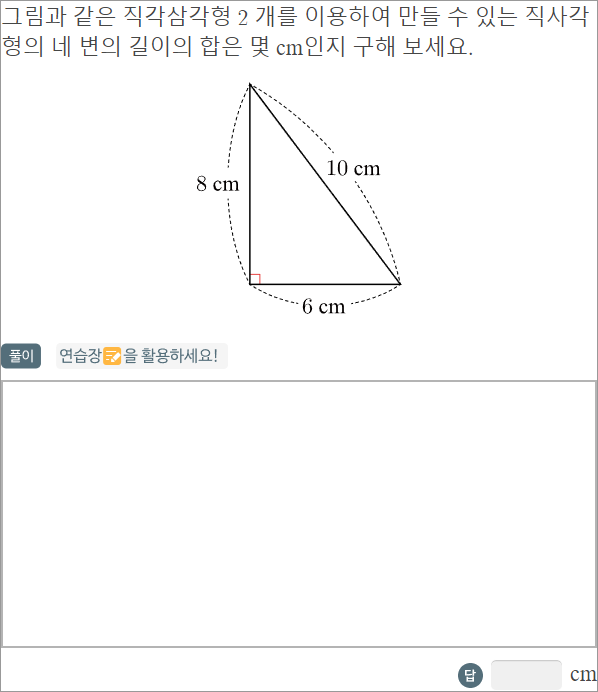 그림과 같은 직각삼각형 2 개를 이용하여 만들 수 있는 직사각
형의 네 변의 길이의 합은 몇 cm인지 구해 보세요.
10 cm
8 cm
6 cm
풀이 연습장을 활용하세요!
답 cm